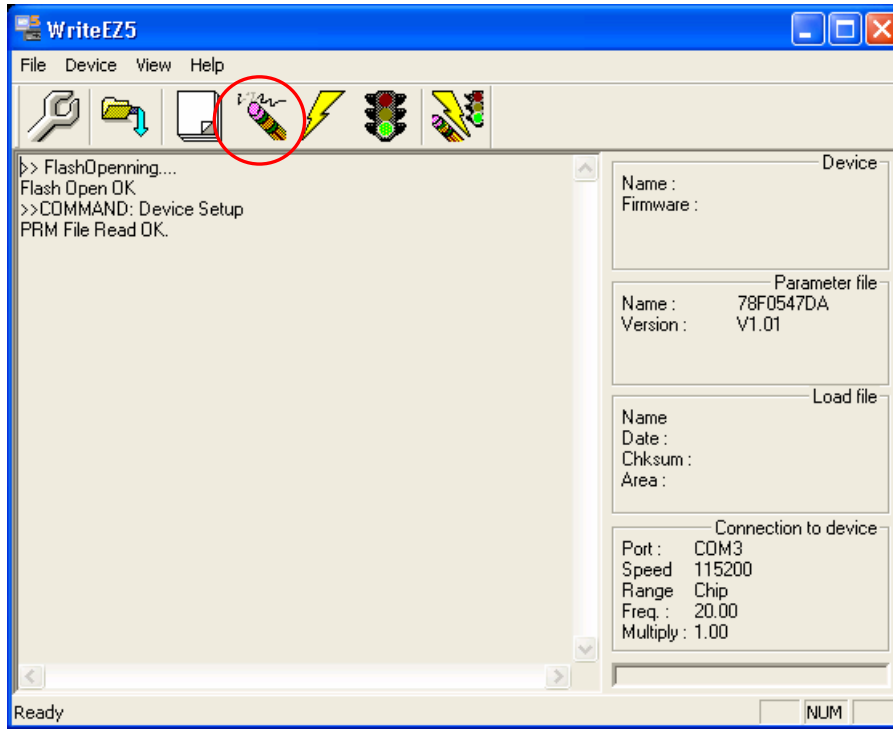 WriteEZ5
File Device View Help
>> FlashOpenning....
Flash Open OK
>>COMMAND: Device Setup
PRM File Read OK.
Device
Name :
Firmware :
Parameter file
Name : 78F0547DA
Version : V1.01
Load file
Name
Date :
Chksum :
Area :
Connection to device
Port : COM3
Speed 115200
Range Chip
Freq. : 20.00
Multiply : 1.00
Ready
NUM